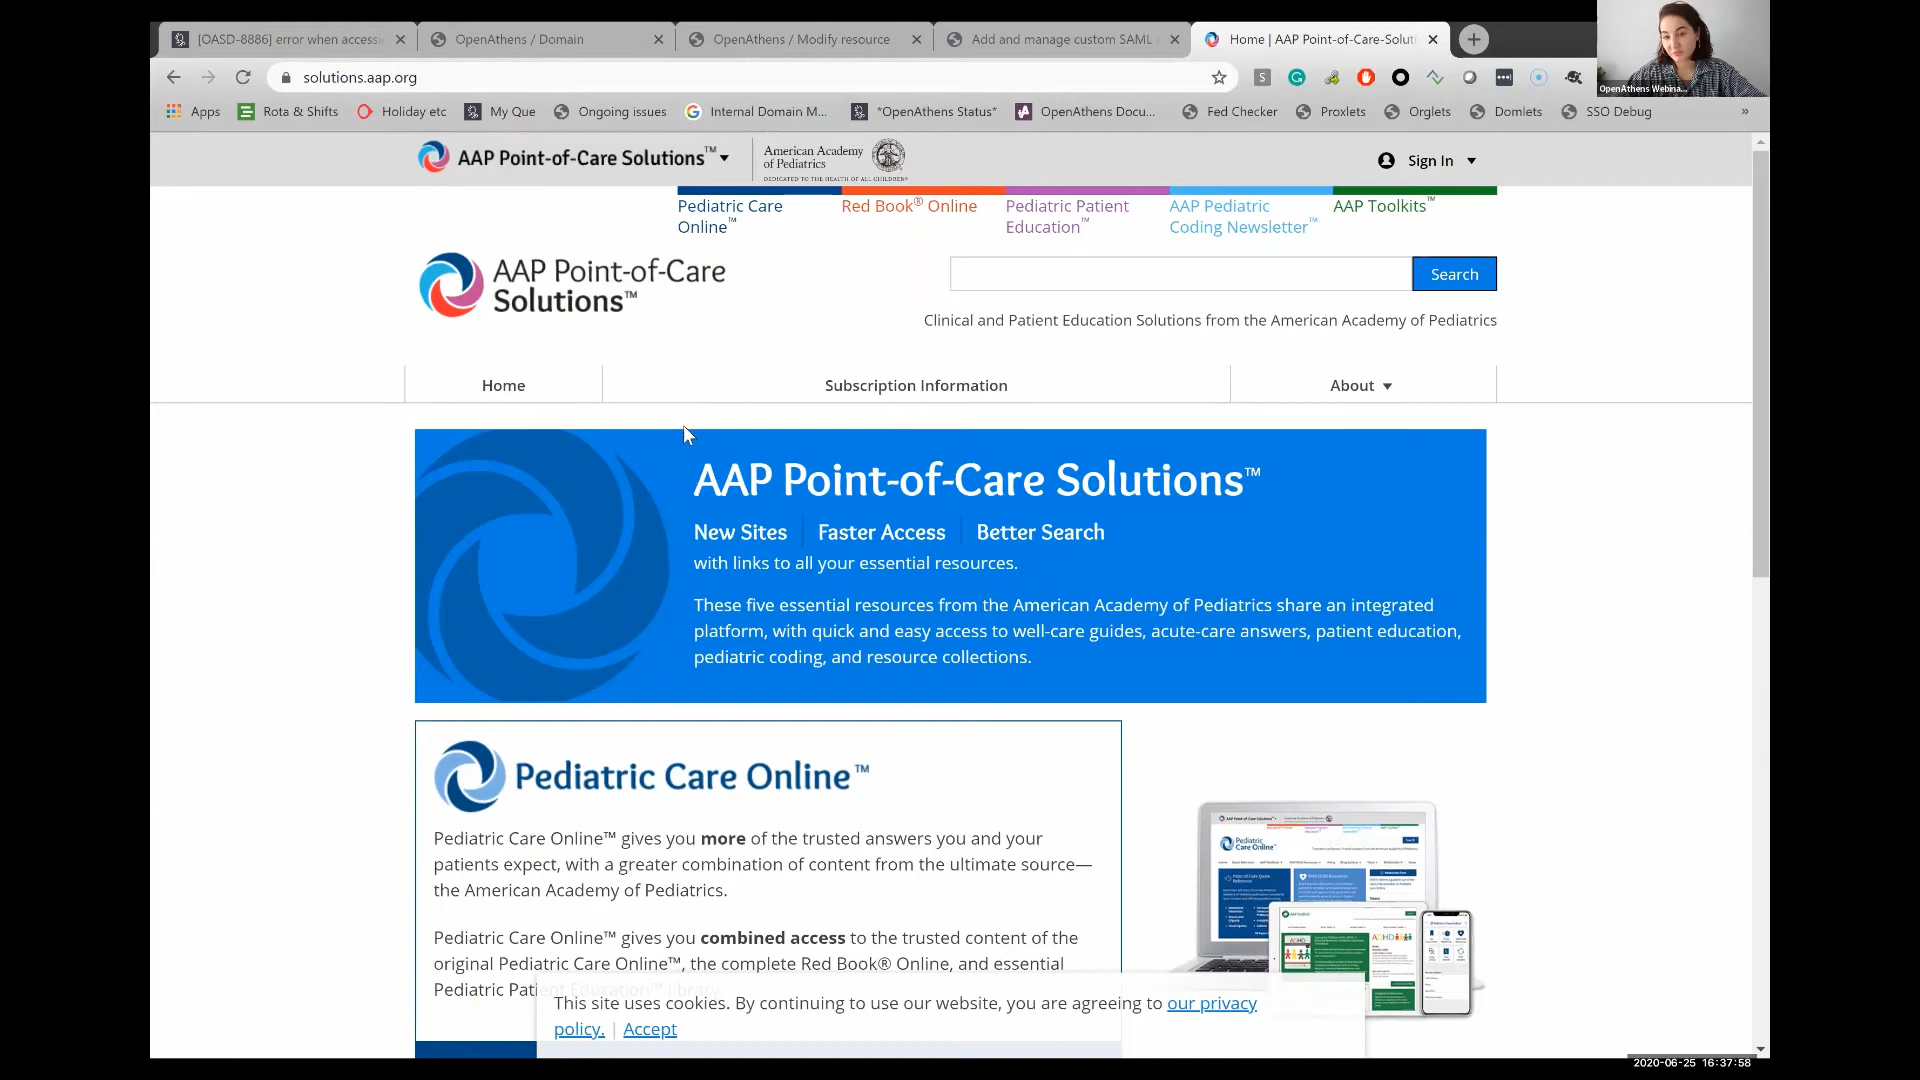 [OASD-8886] error when accessi
OpenAthens / Domain
OpenAthens / Modify resource
Add and manage custom SAML
Home | AAP Point-of-Care-Soluti
solutions.aap.org
OpenAthens Webina...
Apps
Rota & Shifts
Holiday etc
My Que
Ongoing issues
Internal Domain M...
*OpenAthens Status*
OpenAthens Docu...
Fed Checker
Proxlets
Orglets
Domlets
SSO Debug
»
AAP Point-of-Care Solutions™
American Academy
of Pediatrics
DEDICATED TO THE HEALTH OF ALL CHILDREN®
Sign In
Pediatric Care
Online™
Red Book® Online
Pediatric Patient
Education™
AAP Pediatric
Coding Newsletter™
AAP Toolkits™
AAP Point-of-Care
Solutions™
Search
Clinical and Patient Education Solutions from the American Academy of Pediatrics
Home
Subscription Information
About
AAP Point-of-Care Solutions™
New Sites | Faster Access | Better Search
with links to all your essential resources.
These five essential resources from the American Academy of Pediatrics share an integrated
platform, with quick and easy access to well-care guides, acute-care answers, patient education,
pediatric coding, and resource collections.
Pediatric Care Online™
Pediatric Care Online™ gives you more of the trusted answers you and your
patients expect, with a greater combination of content from the ultimate source—
the American Academy of Pediatrics.
Pediatric Care Online™ gives you combined access to the trusted content of the
original Pediatric Care Online™, the complete Red Book® Online, and essential
Pediatric Patient Education™ library.
This site uses cookies. By continuing to use our website, you are agreeing to our privacy
policy. | Accept
2020-06-25 16:37:58